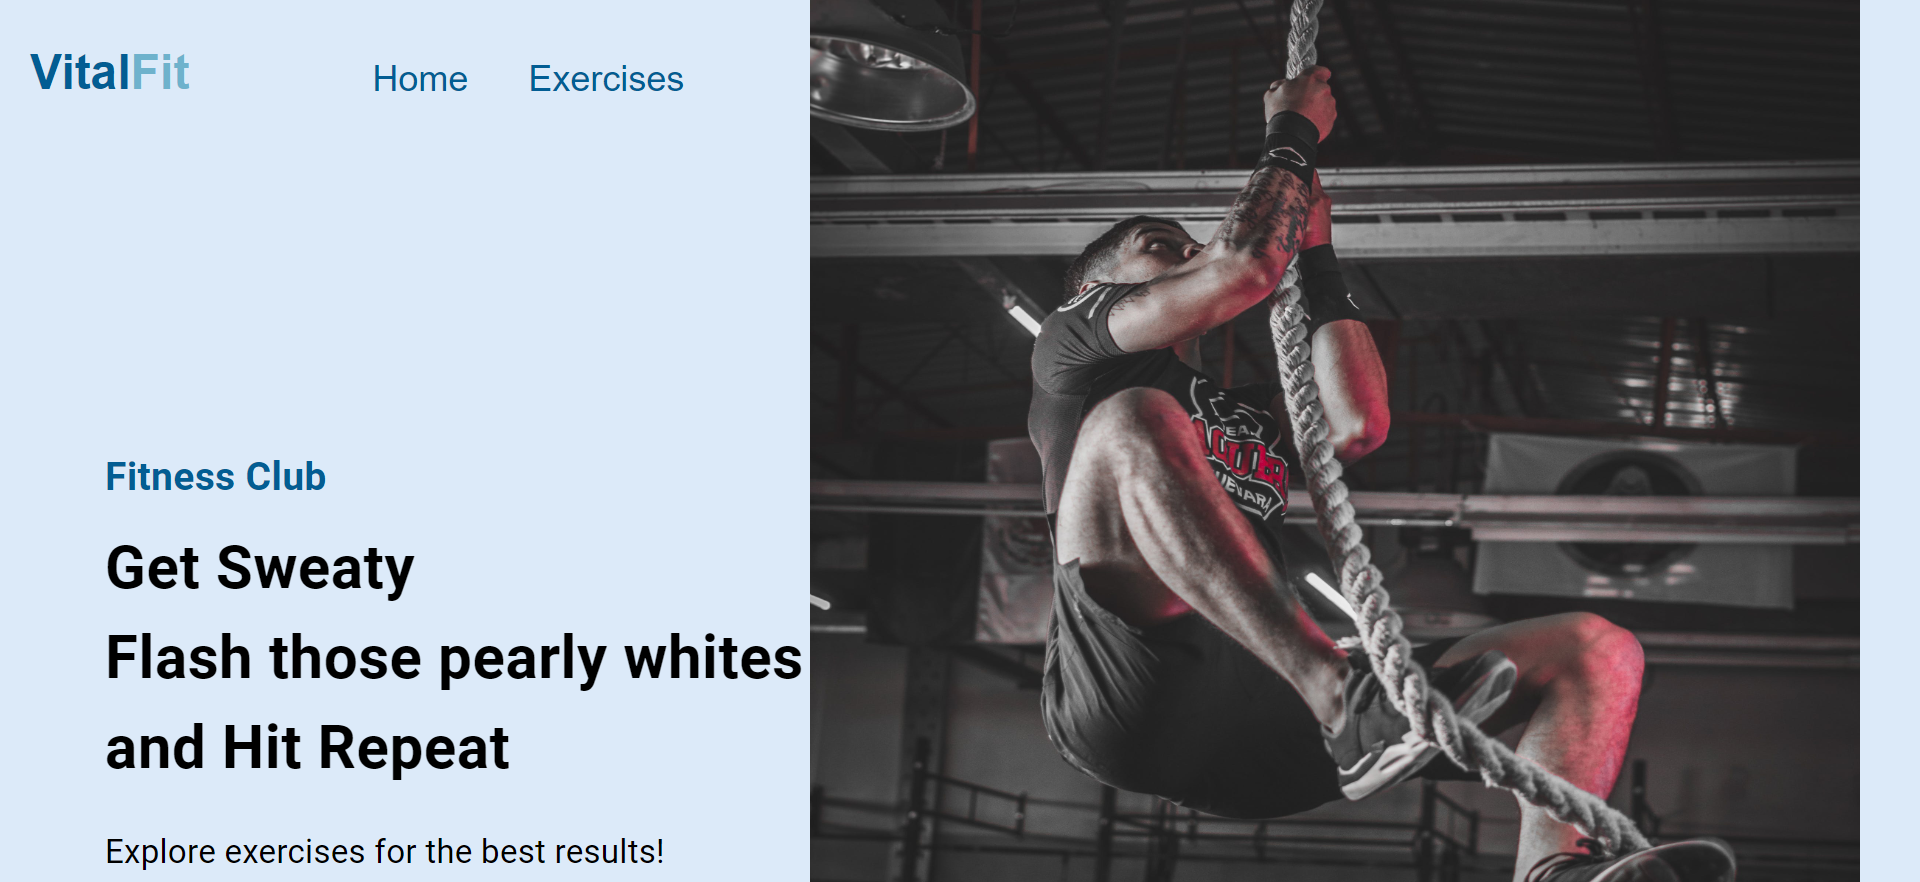 VitalFit
Home
Exercises
Fitness Club
Get Sweaty
Flash those pearly whites
and Hit Repeat
Explore exercises for the best results!